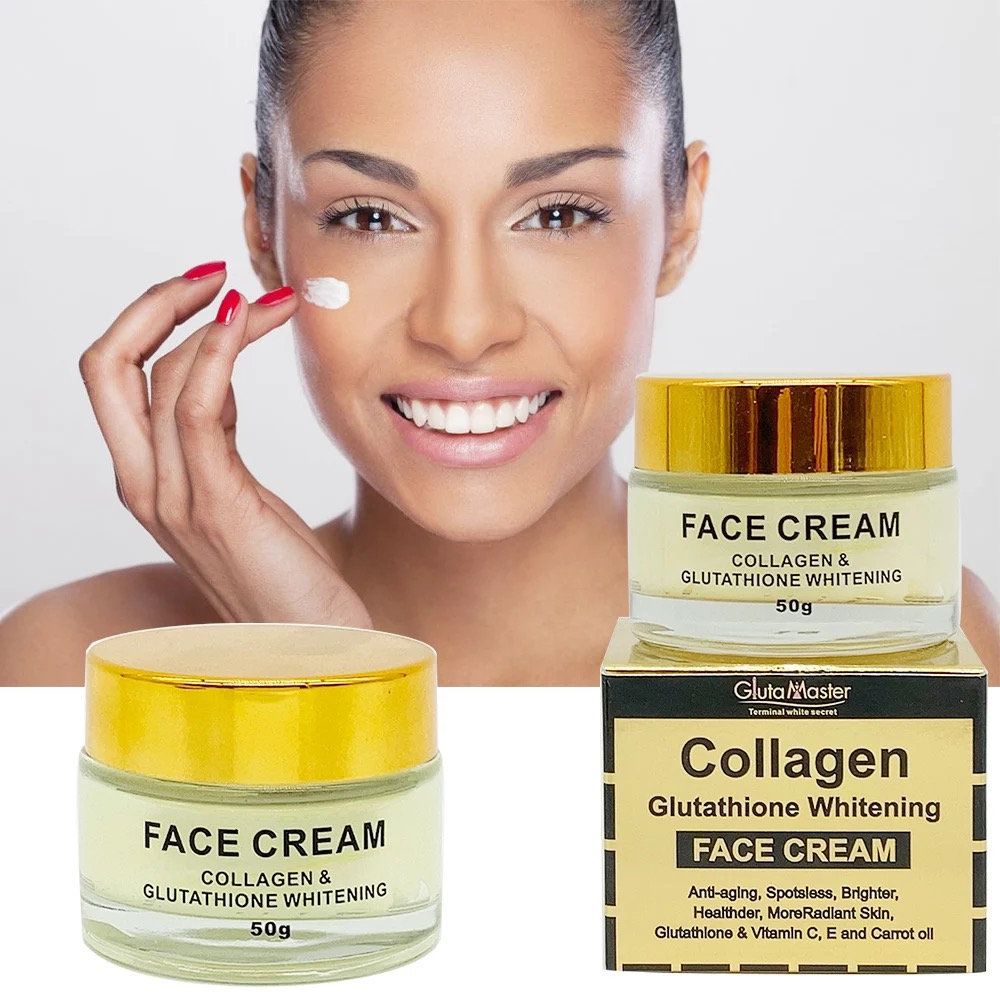 FACE CREAM
COLLAGEN &
GLUTATHIONE WHITENING
50g
GlutaMaster
Terminal white secret
Collagen
Glutathione Whitening
FACE CREAM
Anti-aging, Spotsless, Brighter,
Healthder, MoreRadiant Skin,
Glutathione & Vitamin C, E and Carrot oil
FACE CREAM
COLLAGEN &
GLUTATHIONE WHITENING
50g